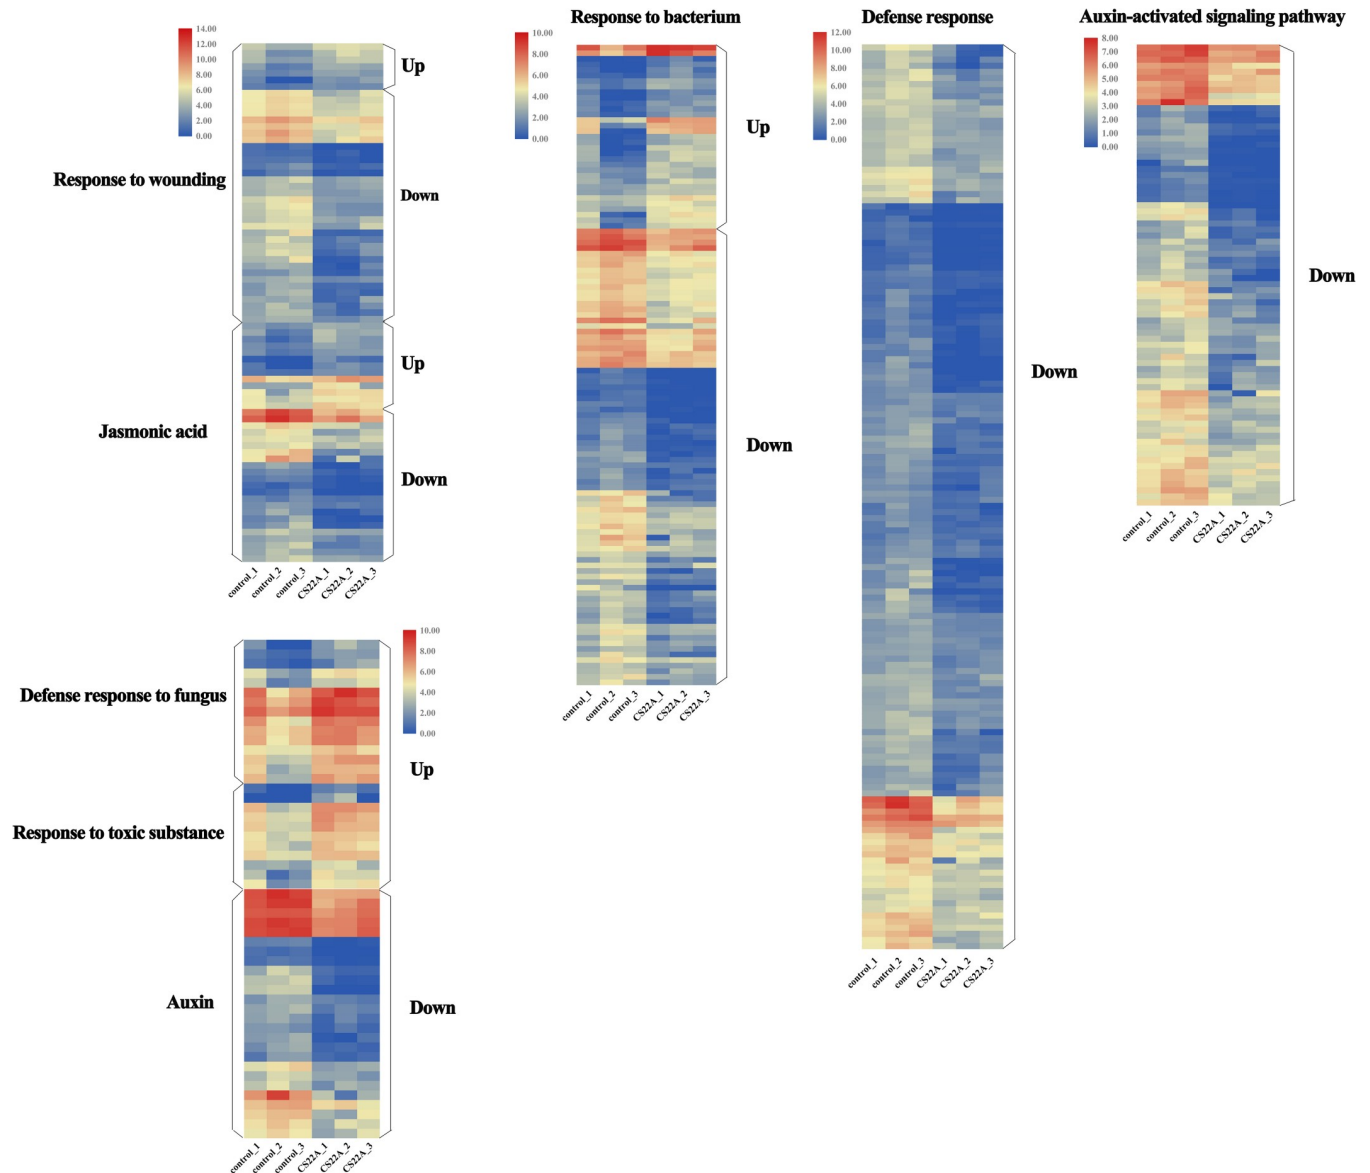 Response to wounding
14.00
12.00
10.00
8.00
6.00
4.00
2.00
0.00
Up
Down
Jasmonic acid
Up
Down
control_1
control_2
control_3
CS22A_1
CS22A_2
CS22A_3
Defense response to fungus
Response to toxic substance
Auxin
10.00
8.00
6.00
4.00
2.00
0.00
Up
Down
control_1
control_2
control_3
CS22A_1
CS22A_2
CS22A_3
Response to bacterium
10.00
8.00
6.00
4.00
2.00
0.00
Up
Down
control_1
control_2
control_3
CS22A_1
CS22A_2
CS22A_3
Defense response
12.00
10.00
8.00
6.00
4.00
2.00
0.00
Down
control_1
control_2
control_3
CS22A_1
CS22A_2
CS22A_3
Auxin-activated signaling pathway
8.00
7.00
6.00
5.00
4.00
3.00
2.00
1.00
0.00
Down
control_1
control_2
control_3
CS22A_1
CS22A_2
CS22A_3